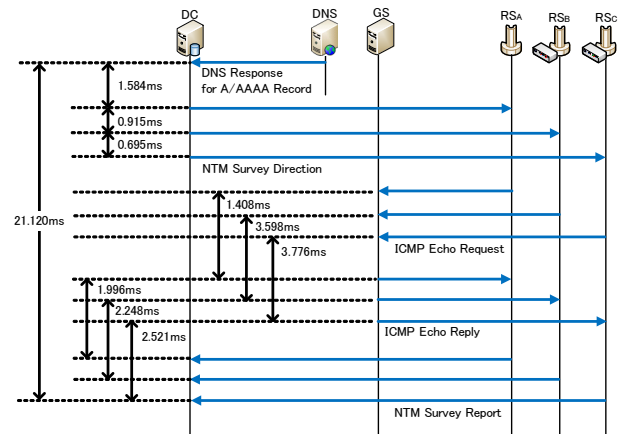 DC
DNS
GS
RSA
RSB
RSC
DNS Response
for A/AAAA Record
1.584ms
0.915ms
0.695ms
NTM Survey Direction
1.408ms
21.120ms
3.598ms
3.776ms
ICMP Echo Request
1.996ms
2.248ms
2.521ms
ICMP Echo Reply
NTM Survey Report